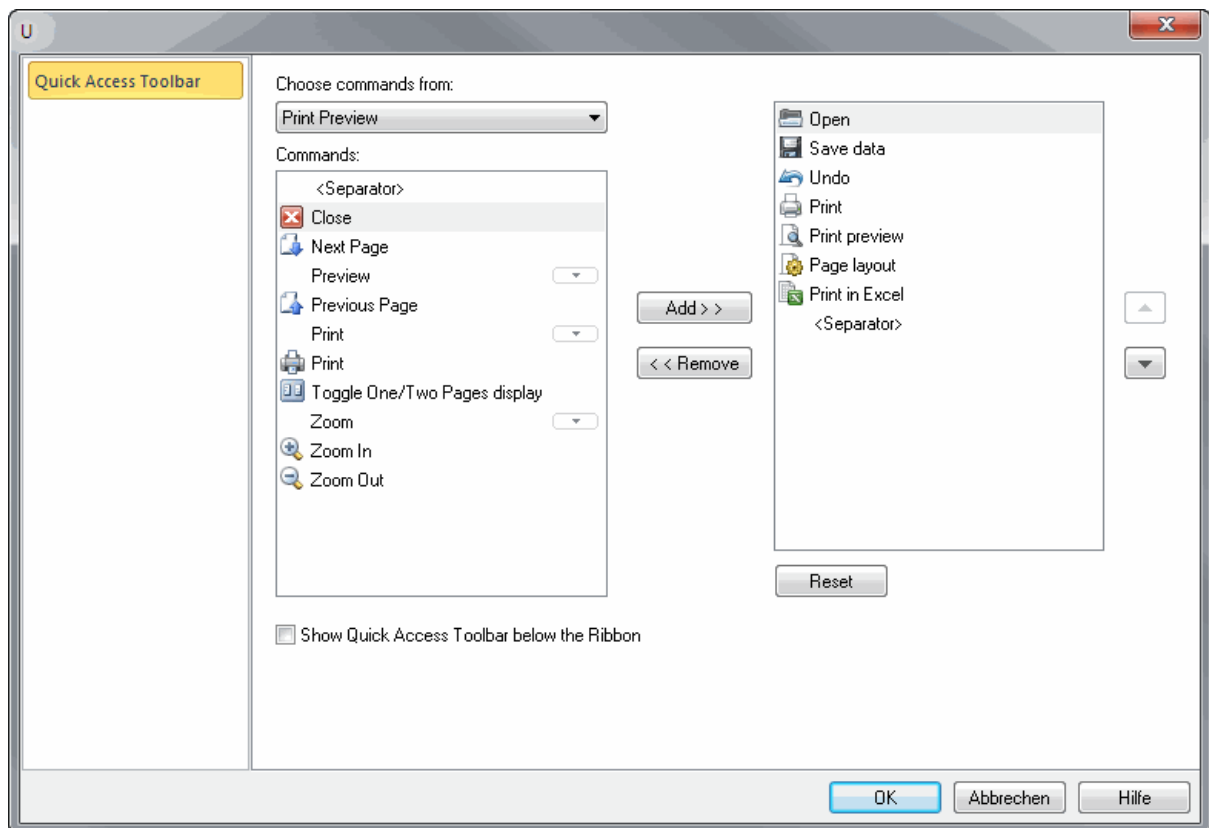 U
Quick Access Toolbar
Choose commands from:
Print Preview
Commands:
<Separator>
Close
Next Page
Preview
Previous Page
Print
Print
Toggle One/Two Pages display
Zoom
Zoom In
Zoom Out
Add > >
< < Remove
Open
Save data
Undo
Print
Print preview
Page layout
Print in Excel
<Separator>
Reset
Show Quick Access Toolbar below the Ribbon
OK
Abbrechen
Hilfe